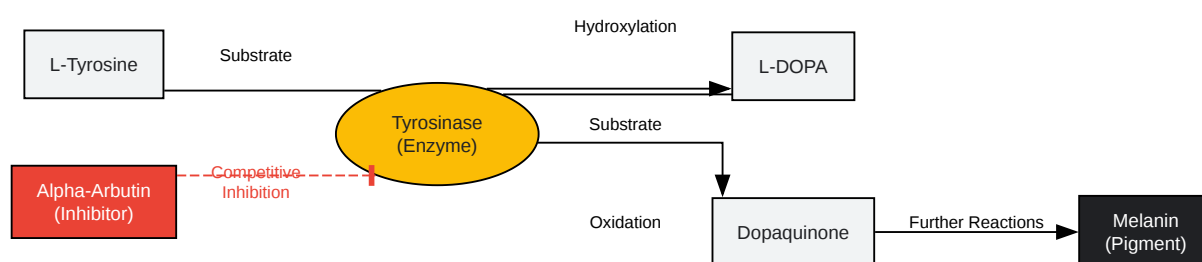 Hydroxylation
L-Tyrosine
Substrate
L-DOPA
Tyrosinase
(Enzyme)
Substrate
Competitive
Inhibition
Alpha-Arbutin
(Inhibitor)
Oxidation
Dopaquinone
Further Reactions
Melanin
(Pigment)